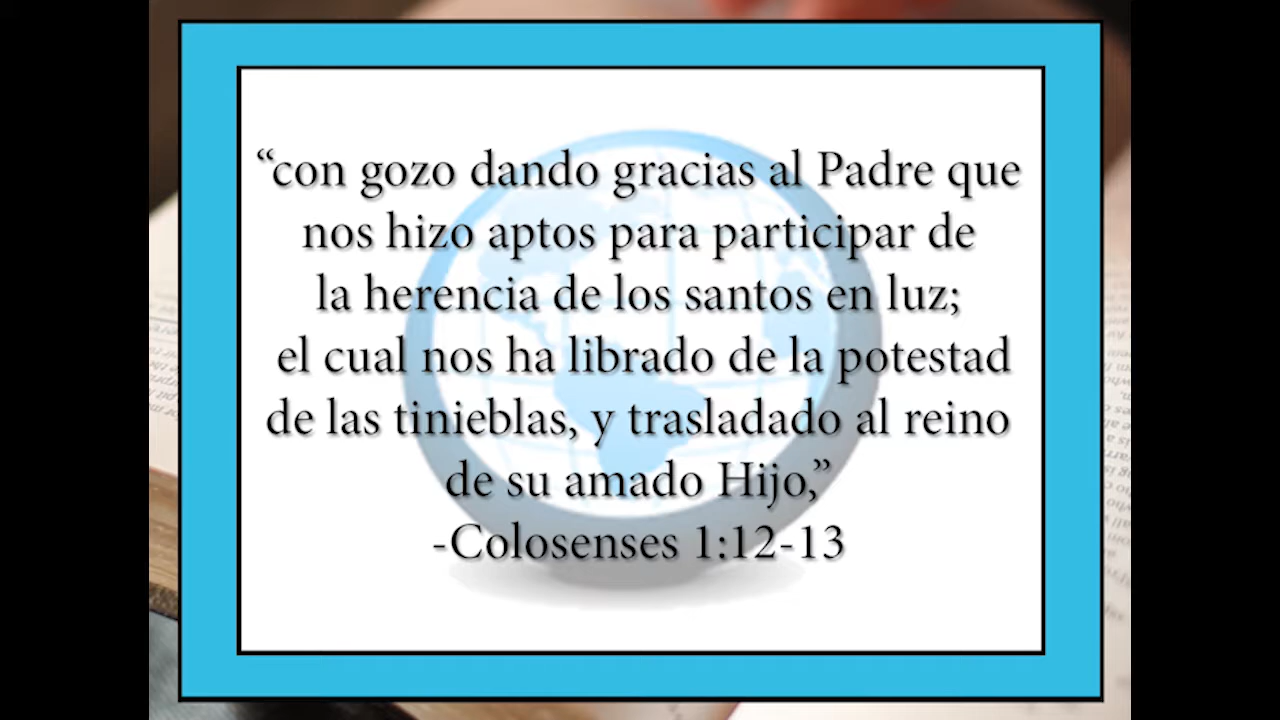 “con gozo dando gracias al Padre que
nos hizo aptos para participar de
la herencia de los santos en luz;
el cual nos ha librado de la potestad
de las tinieblas, y trasladado al reino
de su amado Hijo,”
-Colosenses 1:12-13